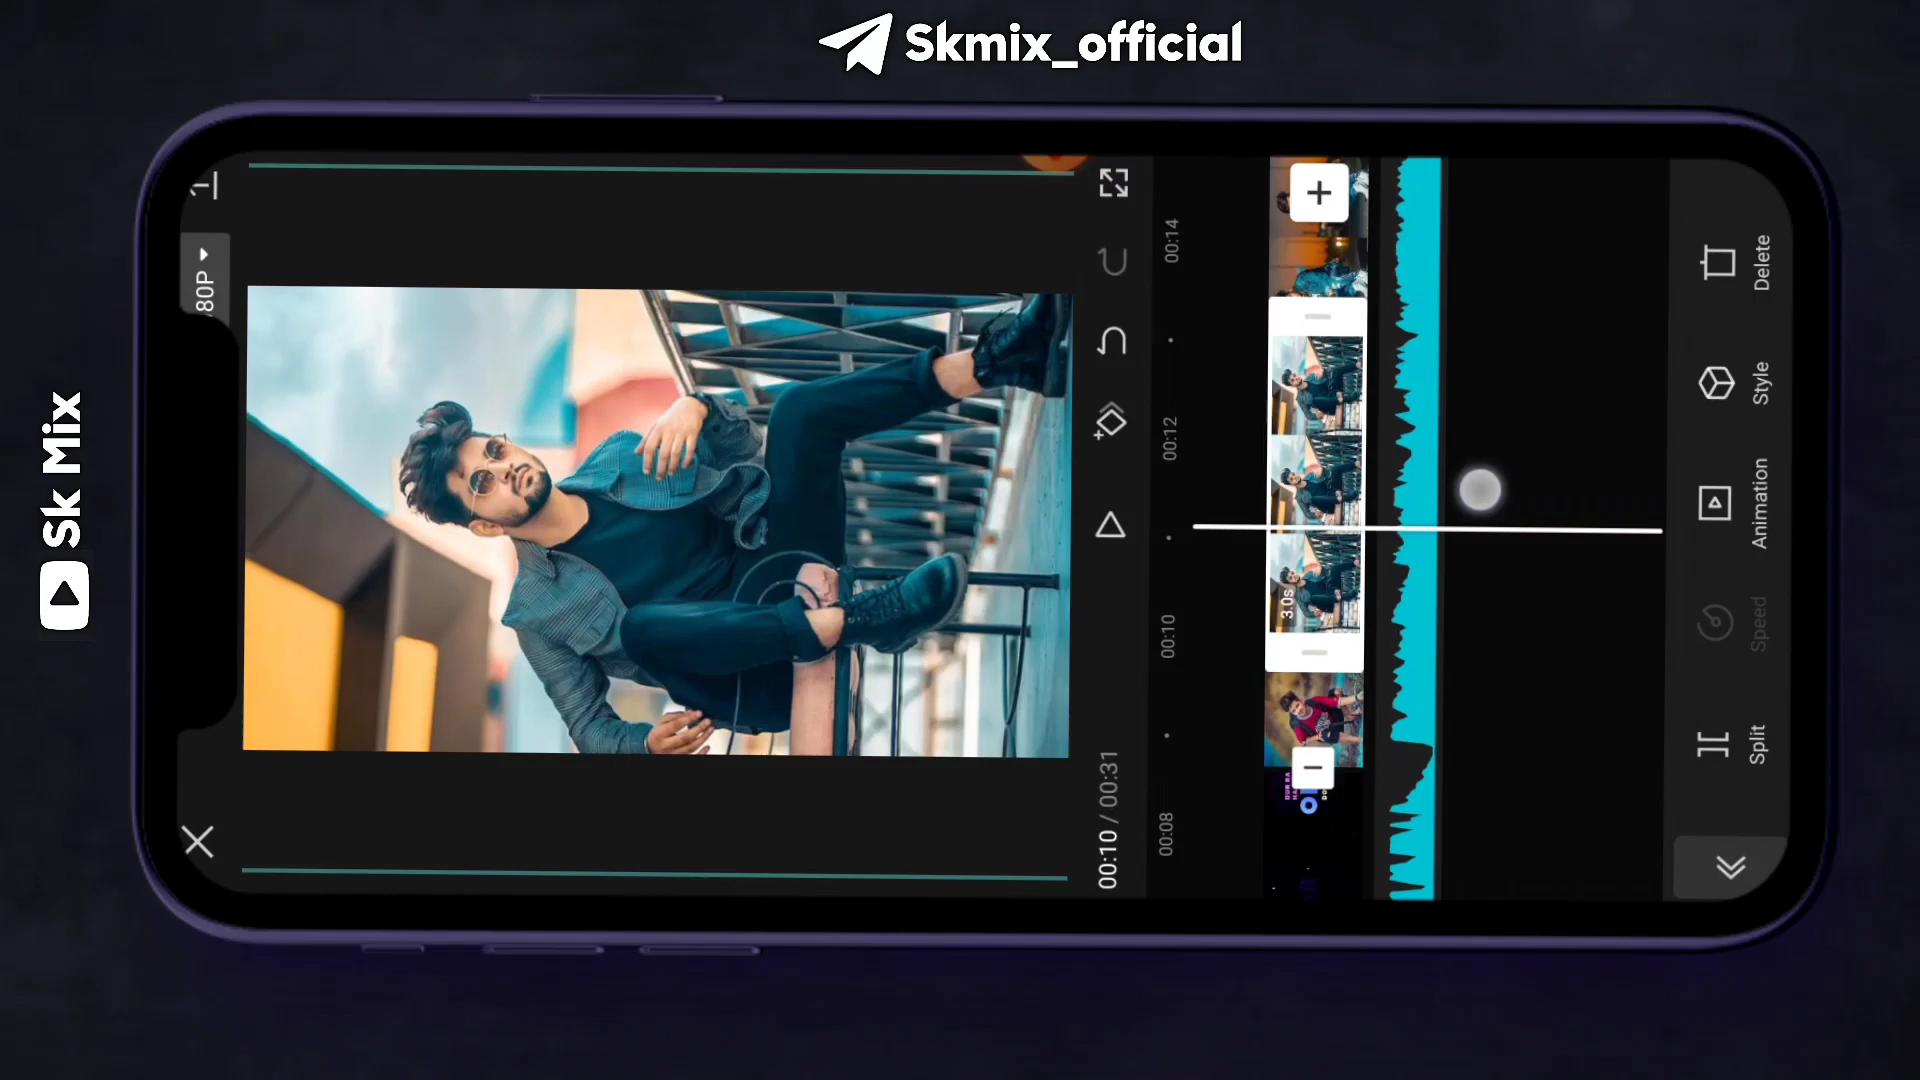 Skmix_official
Sk Mix
80P
00:10 / 00:31
00:08
00:10
00:12
00:14
3.0s
Split
Speed
Animation
Style
Delete